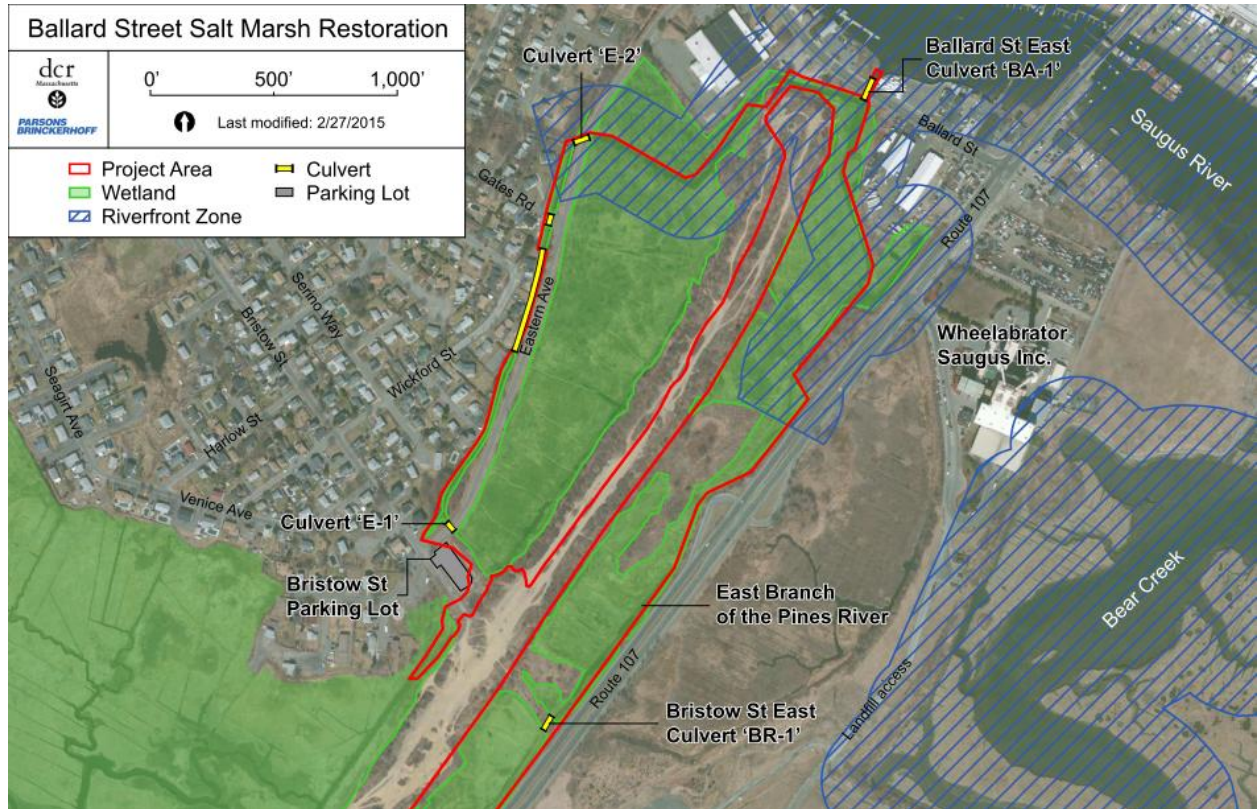 Ballard Street Salt Marsh Restoration
dcr
Massachusetts
PARSONS
BRINCKERHOFF
0' 500' 1,000'
Last modified: 2/27/2015
Project Area
Wetland
Riverfront Zone
Culvert
Parking Lot
Culvert 'E-2'
Ballard St East
Culvert 'BA-1'
Ballard St
Saugus River
Route 107
Gates Rd
Serino Way
Bristow St
Eastern Ave
Wickford St
Seagirt Ave
Harlow St
Venice Ave
Wheelabrator
Saugus Inc.
Culvert 'E-1'
Bristow St
Parking Lot
East Branch
of the Pines River
Bear Creek
Route 107
Landfill access
Bristow St East
Culvert 'BR-1'